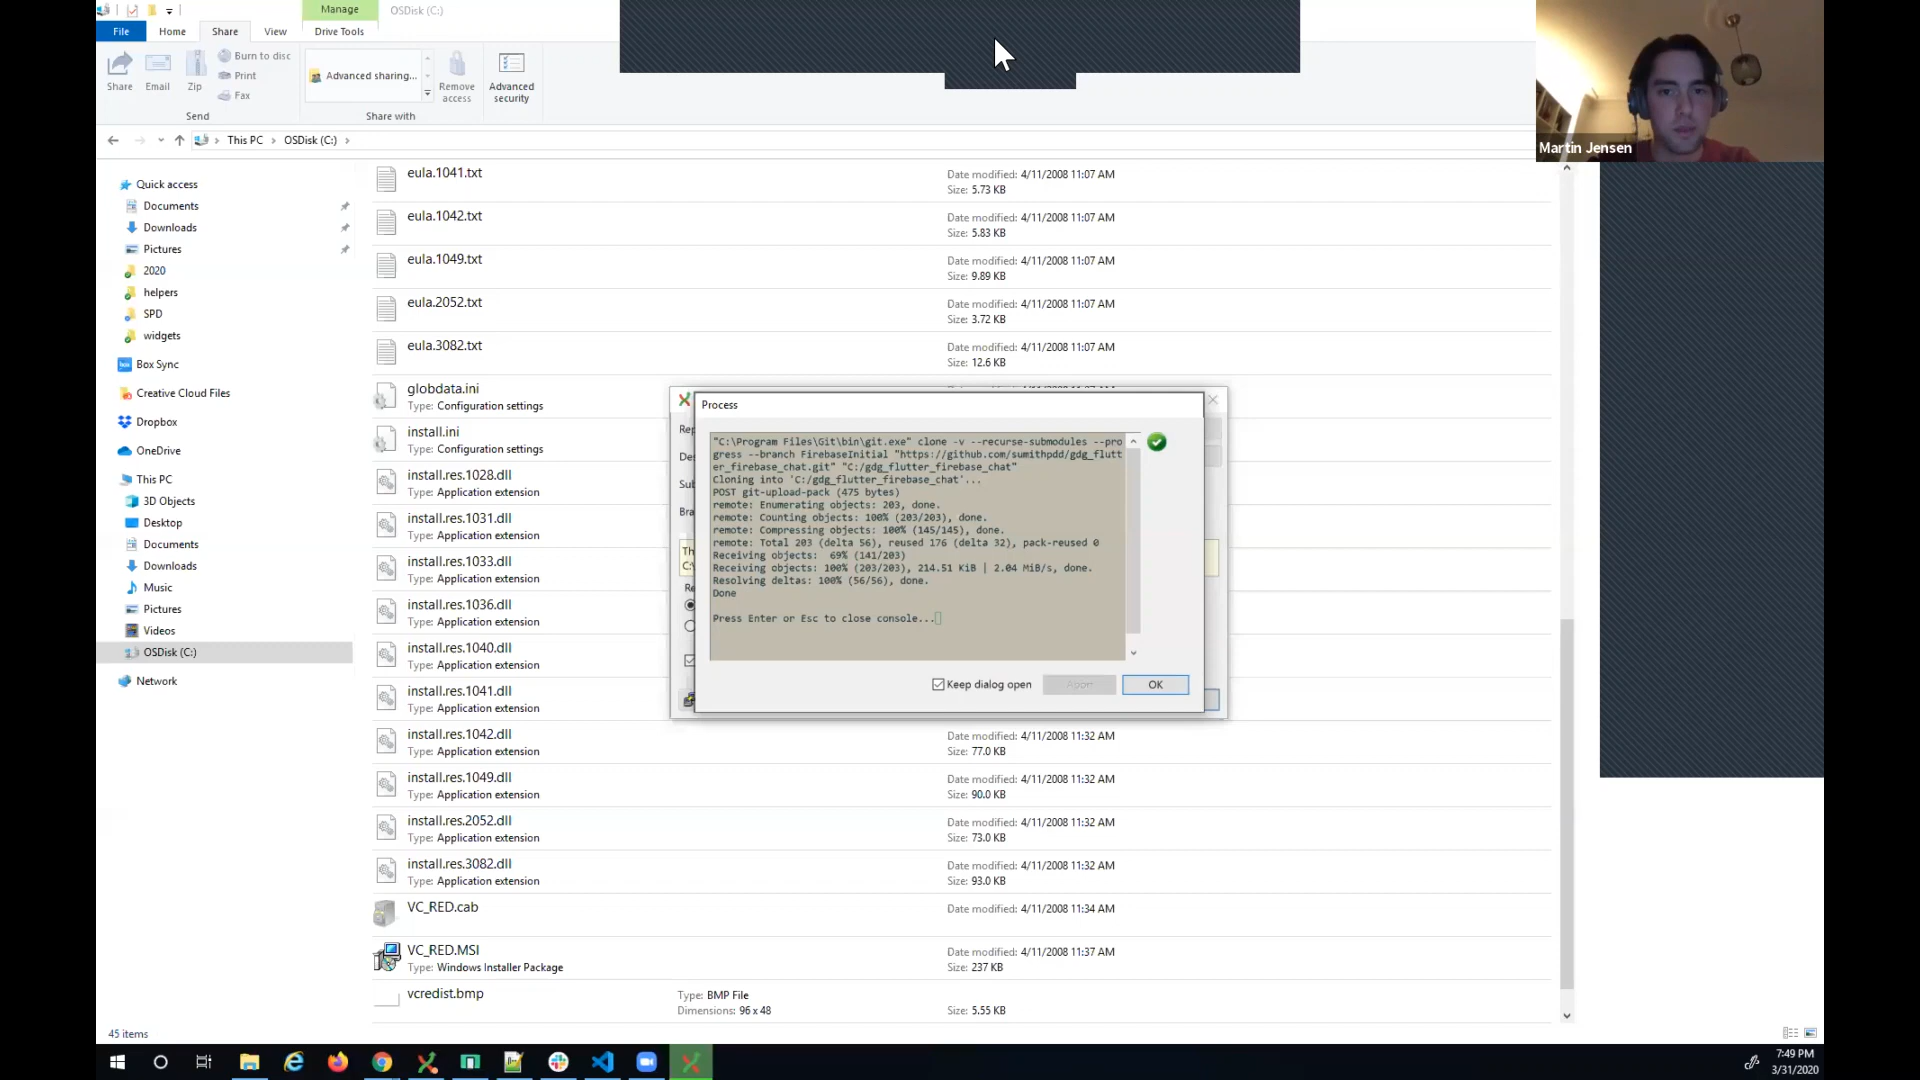 Manage
OSDisk (C:)
File
Home
Share
View
Drive Tools
Share
Email
Zip
Burn to disc
Print
Fax
Send
Advanced sharing...
Remove access
Advanced security
Share with
This PC
OSDisk (C:)
Martin Jensen
Quick access
Documents
Downloads
Pictures
2020
helpers
SPD
widgets
Box Sync
Creative Cloud Files
Dropbox
OneDrive
This PC
3D Objects
Desktop
Documents
Downloads
Music
Pictures
Videos
OSDisk (C:)
Network
eula.1041.txt
Date modified: 4/11/2008 11:07 AM
Size: 5.73 KB
eula.1042.txt
Date modified: 4/11/2008 11:07 AM
Size: 5.83 KB
eula.1049.txt
Date modified: 4/11/2008 11:07 AM
Size: 9.89 KB
eula.2052.txt
Date modified: 4/11/2008 11:07 AM
Size: 3.72 KB
eula.3082.txt
Date modified: 4/11/2008 11:07 AM
Size: 12.6 KB
globdata.ini
Type: Configuration settings
install.ini
Type: Configuration settings
install.res.1028.dll
Type: Application extension
install.res.1031.dll
Type: Application extension
install.res.1033.dll
Type: Application extension
install.res.1036.dll
Type: Application extension
install.res.1040.dll
Type: Application extension
install.res.1041.dll
Type: Application extension
install.res.1042.dll
Type: Application extension
Date modified: 4/11/2008 11:32 AM
Size: 77.0 KB
install.res.1049.dll
Type: Application extension
Date modified: 4/11/2008 11:32 AM
Size: 90.0 KB
install.res.2052.dll
Type: Application extension
Date modified: 4/11/2008 11:32 AM
Size: 73.0 KB
install.res.3082.dll
Type: Application extension
Date modified: 4/11/2008 11:32 AM
Size: 93.0 KB
VC_RED.cab
Date modified: 4/11/2008 11:34 AM
VC_RED.MSI
Type: Windows Installer Package
Date modified: 4/11/2008 11:37 AM
Size: 237 KB
vcredist.bmp
Type: BMP File
Dimensions: 96 x 48
Size: 5.55 KB
Process
"C:\Program Files\Git\bin\git.exe" clone -v --recurse-submodules --pro
gress --branch FirebaseInitial "https://github.com/sumithpdd/gdg_flutt
er_firebase_chat.git" "C:/gdg_flutter_firebase_chat"
Cloning into 'C:/gdg_flutter_firebase_chat'...
POST git-upload-pack (475 bytes)
remote: Enumerating objects: 203, done.
remote: Counting objects: 100% (203/203), done.
remote: Compressing objects: 100% (145/145), done.
remote: Total 203 (delta 56), reused 176 (delta 32), pack-reused 0
Receiving objects:  69% (141/203)
Receiving objects: 100% (203/203), 214.51 KiB | 2.04 MiB/s, done.
Resolving deltas: 100% (56/56), done.
Done
Press Enter or Esc to close console...
Keep dialog open
Abort
OK
45 items
7:49 PM
3/31/2020